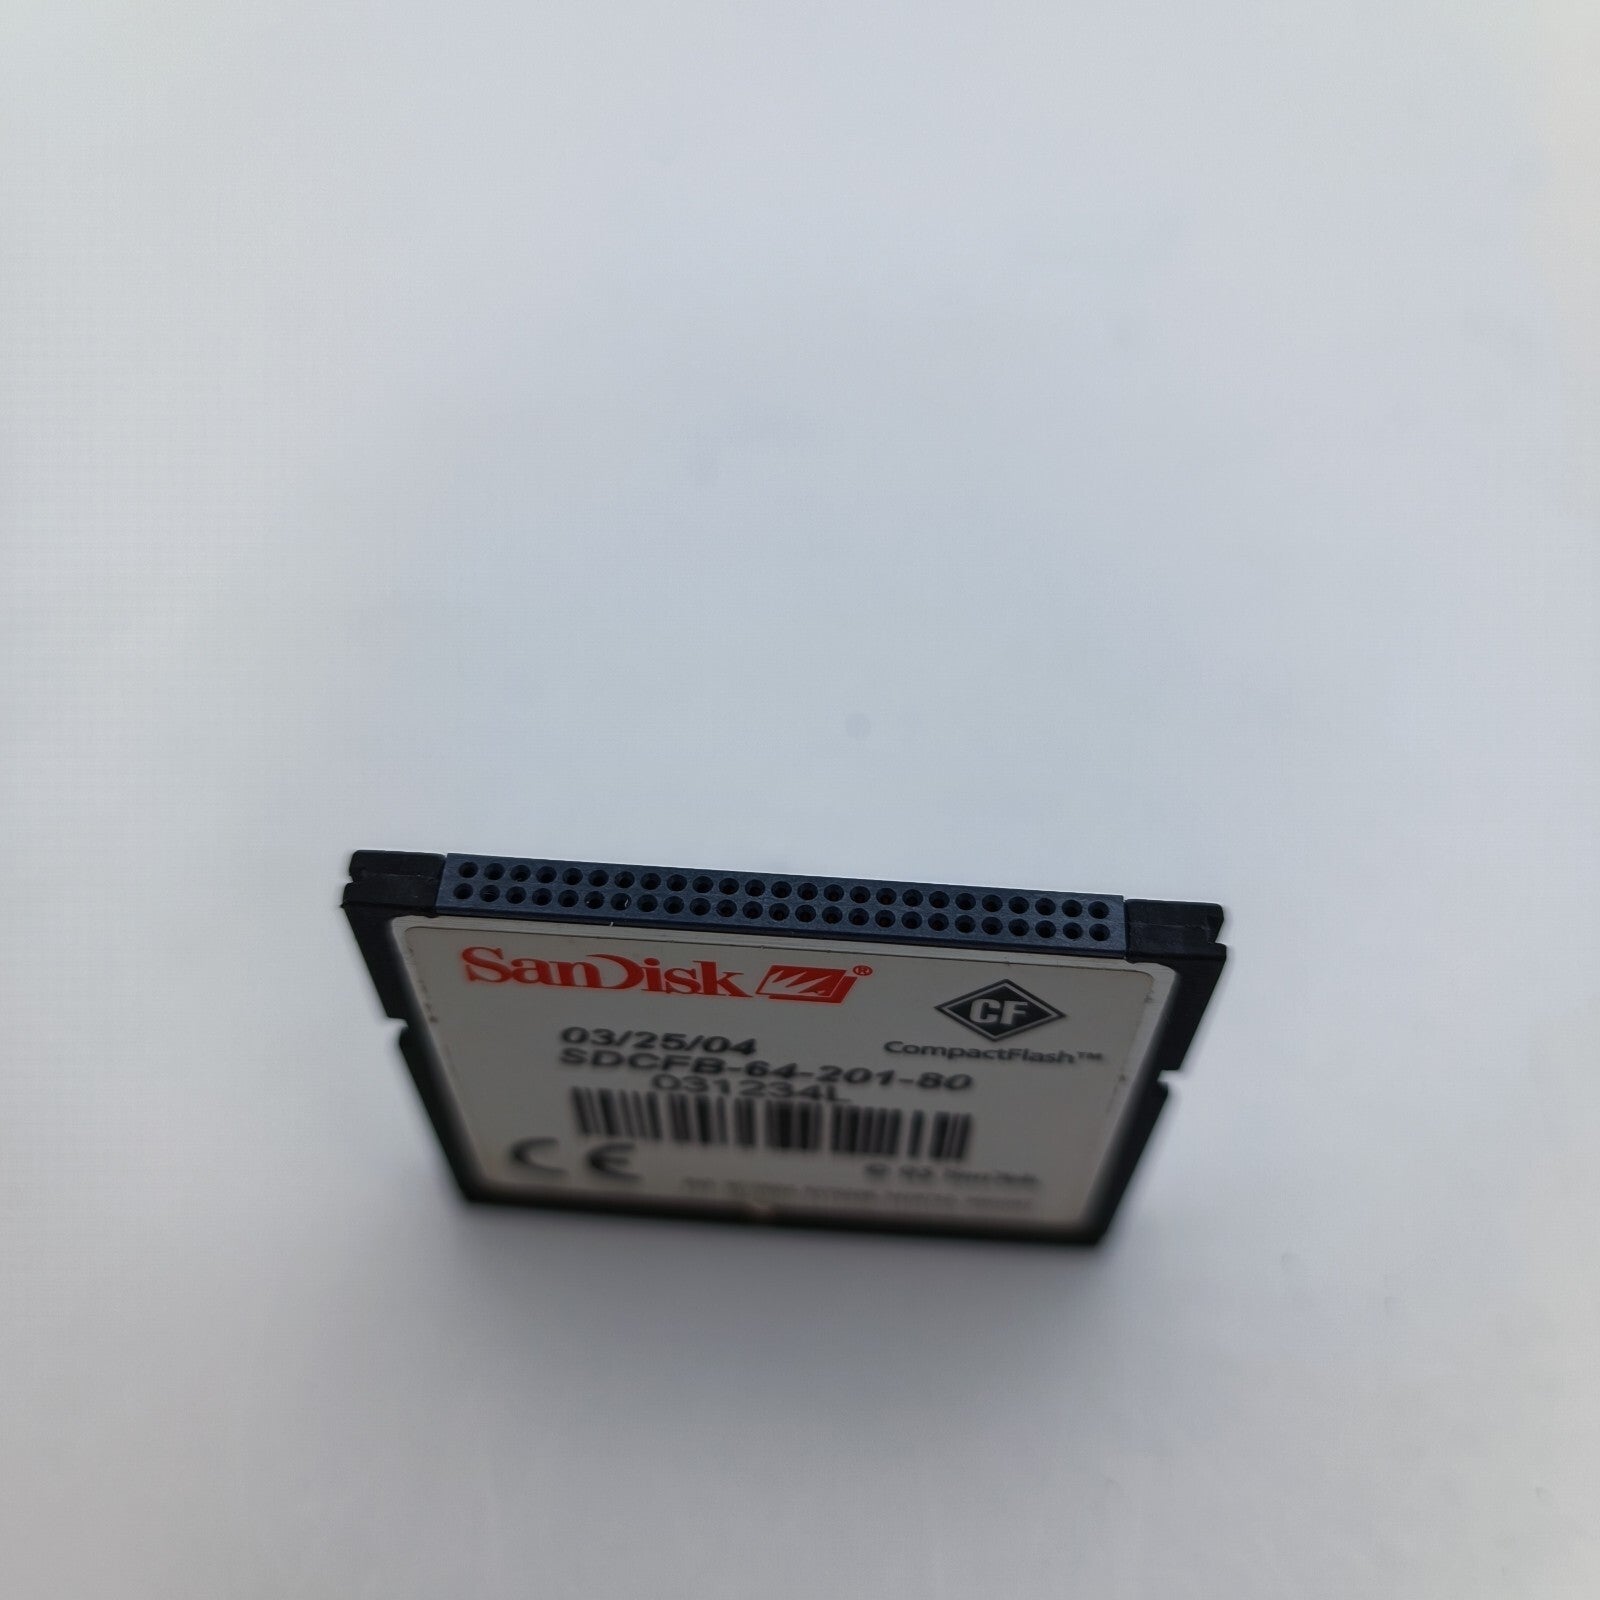 SanDisk ®
CF
CompactFlash™
03/25/04
SDCFB-64-201-80
031234L
CE